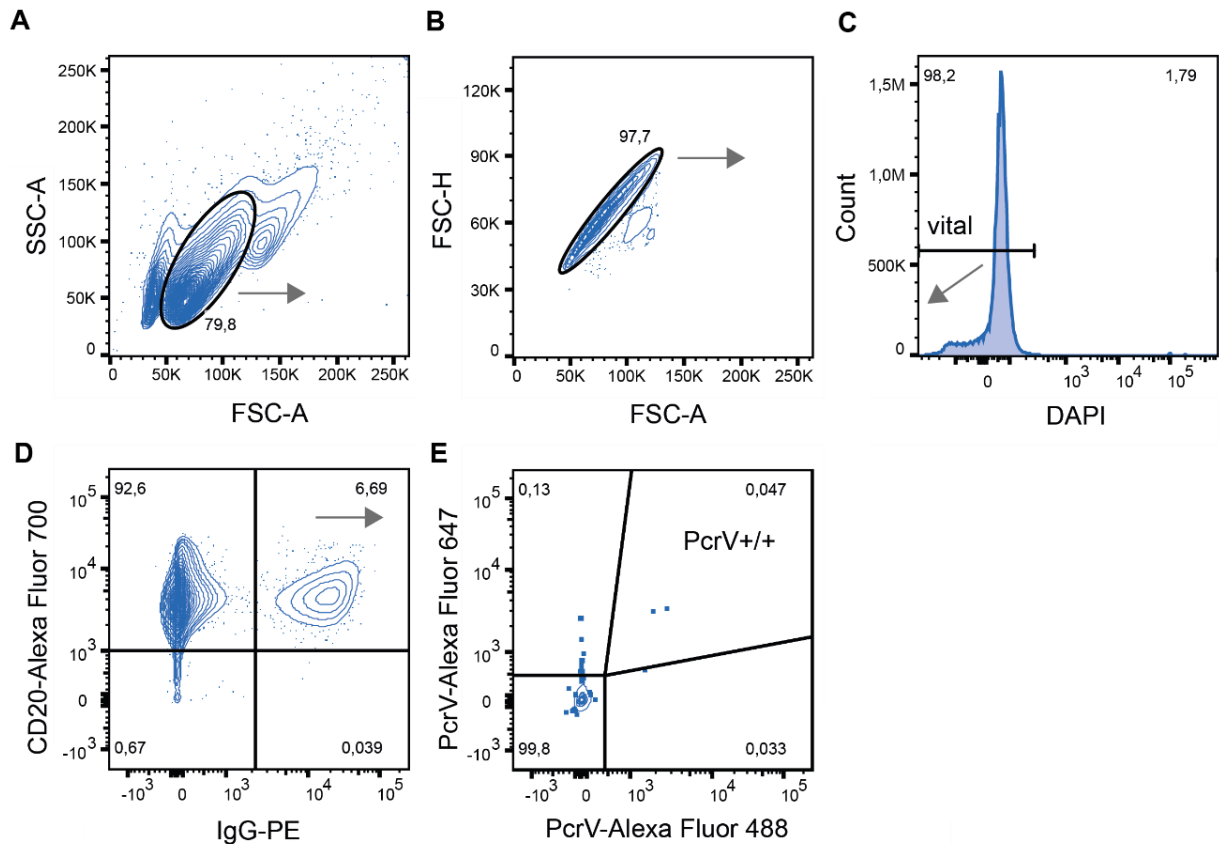 A
SSC-A
250K
200K
150K
100K
50K
0
79,8
0 50K 100K 150K 200K 250K
FSC-A
B
FSC-H
120K
90K
60K
30K
0
97,7
0 50K 100K 150K 200K 250K
FSC-A
C
Count
98,2 1,79
1,5M
1,0M
500K
0
vital
0 10³ 10⁴ 10⁵
DAPI
D
CD20-Alexa Fluor 700
92,6 6,69
10⁵
10⁴
10³
0
-10³
0,67 0,039
-10³ 0 10³ 10⁴ 10⁵
IgG-PE
E
PcrV-Alexa Fluor 647
0,13 0,047
PcrV+/+
10⁵
10⁴
10³
0
-10³
99,8 0,033
-10³ 0 10³ 10⁴ 10⁵
PcrV-Alexa Fluor 488